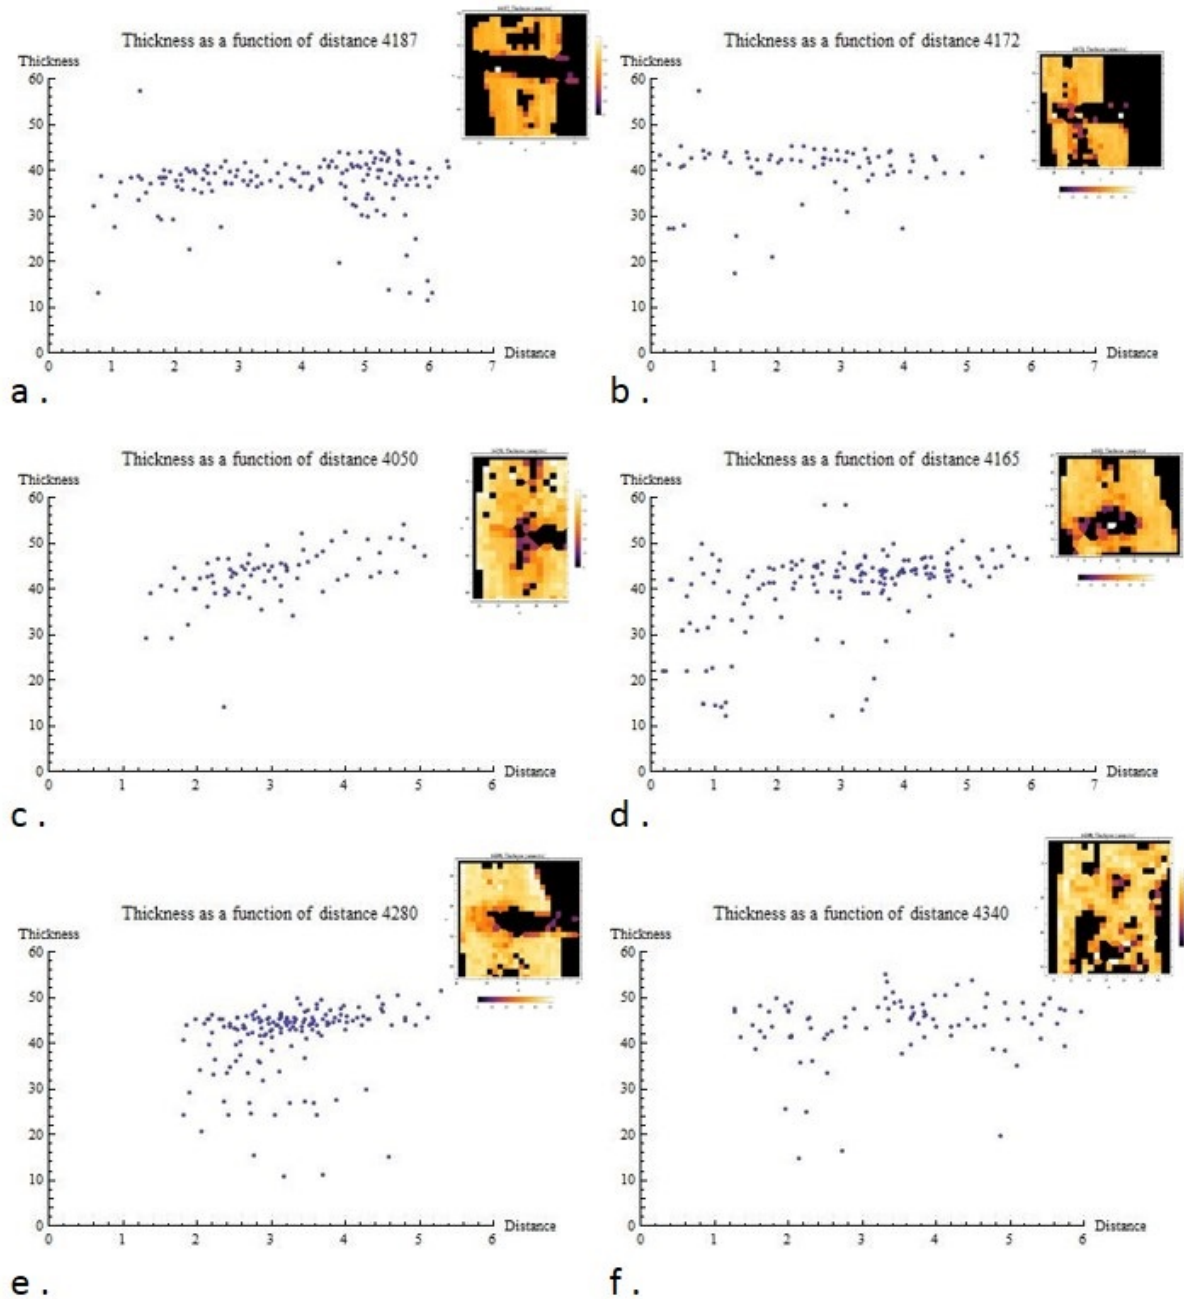 Thickness as a function of distance 4187
Thickness
60
50
40
30
20
10
0
0 1 2 3 4 5 6 7 Distance
a .
Thickness as a function of distance 4172
Thickness
60
50
40
30
20
10
0
0 1 2 3 4 5 6 7 Distance
b .
Thickness as a function of distance 4050
Thickness
60
50
40
30
20
10
0
0 1 2 3 4 5 6 Distance
c .
Thickness as a function of distance 4165
Thickness
60
50
40
30
20
10
0
0 1 2 3 4 5 6 7 Distance
d .
Thickness as a function of distance 4280
Thickness
60
50
40
30
20
10
0
0 1 2 3 4 5 6 Distance
e .
Thickness as a function of distance 4340
Thickness
60
50
40
30
20
10
0
0 1 2 3 4 5 6 Distance
f .